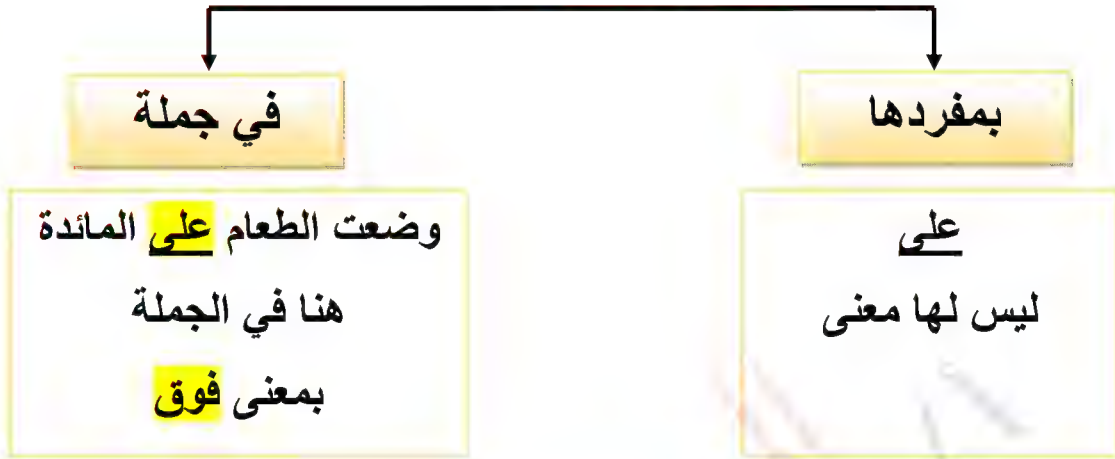 بمفردها
على
ليس لها معنى
في جملة
وضعت الطعام على المائدة
هنا في الجملة
بمعنى فوق